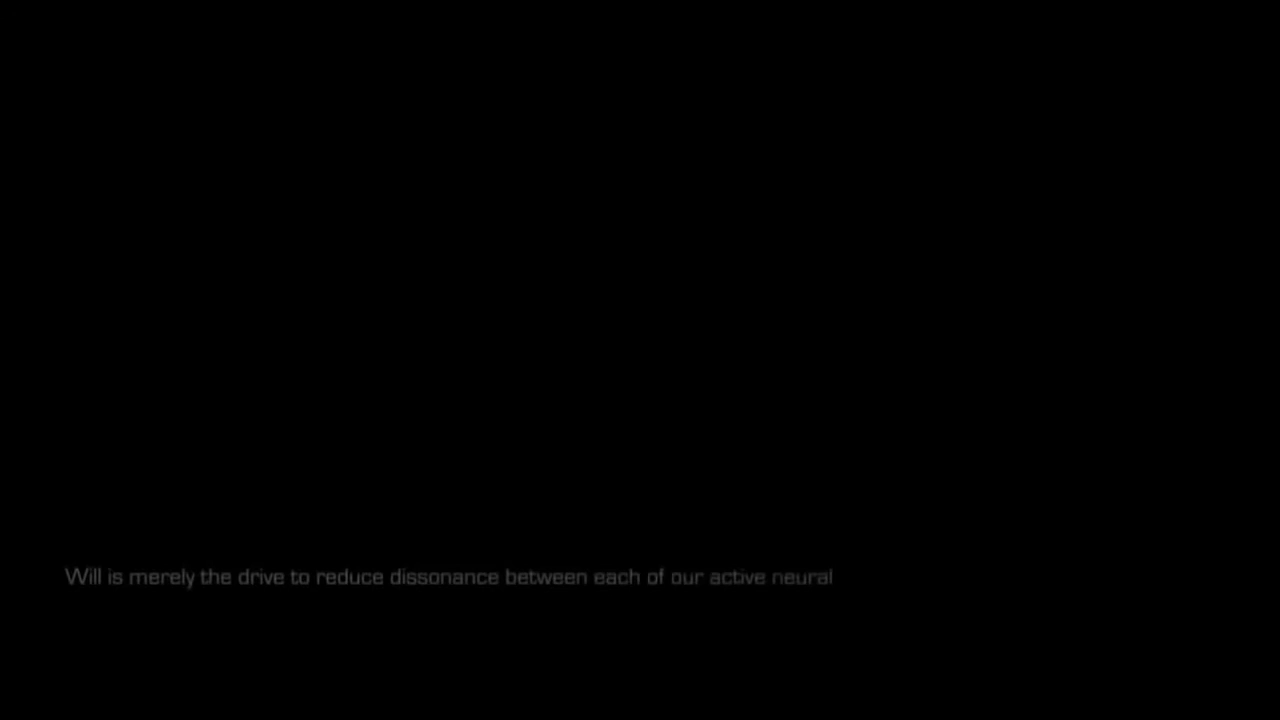 Will is merely the drive to reduce dissonance between each of our active neural